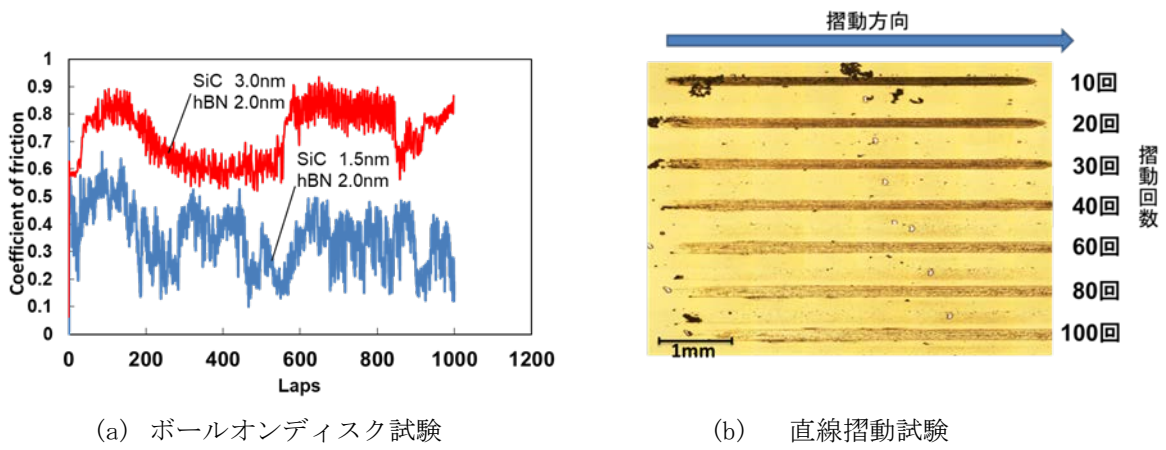 摺動方向
1
0.9
0.8
0.7
0.6
0.5
0.4
0.3
0.2
0.1
0
Coefficient of friction
SiC 3.0nm
hBN 2.0nm
SiC 1.5nm
hBN 2.0nm
0 200 400 600 800 1000 1200
Laps
10回
20回
30回
40回
60回
80回
100回
摺動回数
1mm
(a) ボールオンディスク試験
(b) 直線摺動試験